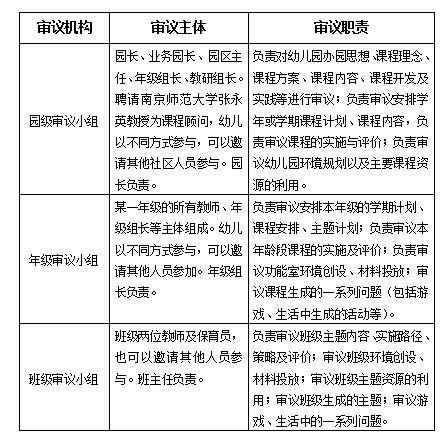 审议机构
审议主体
审议职责
园级审议小组
园长、业务园长、园区主
任、年级组长、教研组长。
聘请南京师范大学张永
英教授为课程顾问，幼儿
以不同方式参与，可以邀
请其他社区人员参与。园
长负责。
负责对幼儿园办园思想、课程理念、
课程方案、课程内容、课程开发及
实践等进行审议；负责审议安排学
年或学期课程计划、课程内容，负
责审议课程的实施与评价；负责审
议幼儿园环境规划以及主要课程资
源的利用。
年级审议小组
某一年级的所有教师、年
级组长等主体组成。幼儿
以不同方式参与，可以邀
请其他人员参加。年级组
长负责。
负责审议安排本年级的学期计划、
课程安排、主题计划；负责审议本
年龄段课程的实施及评价；负责审
议功能室环境创设、材料投放；审
议课程生成的一系列问题（包括游
戏、生活中生成的活动等）。
班级审议小组
班级两位教师及保育员，
也可以邀请其他人员参
与。班主任负责。
负责审议班级主题内容、实施路径、
策略及评价；审议班级环境创设、
材料投放；审议班级主题资源的利
用；审议班级生成的主题；审议游
戏、生活中的一系列问题。